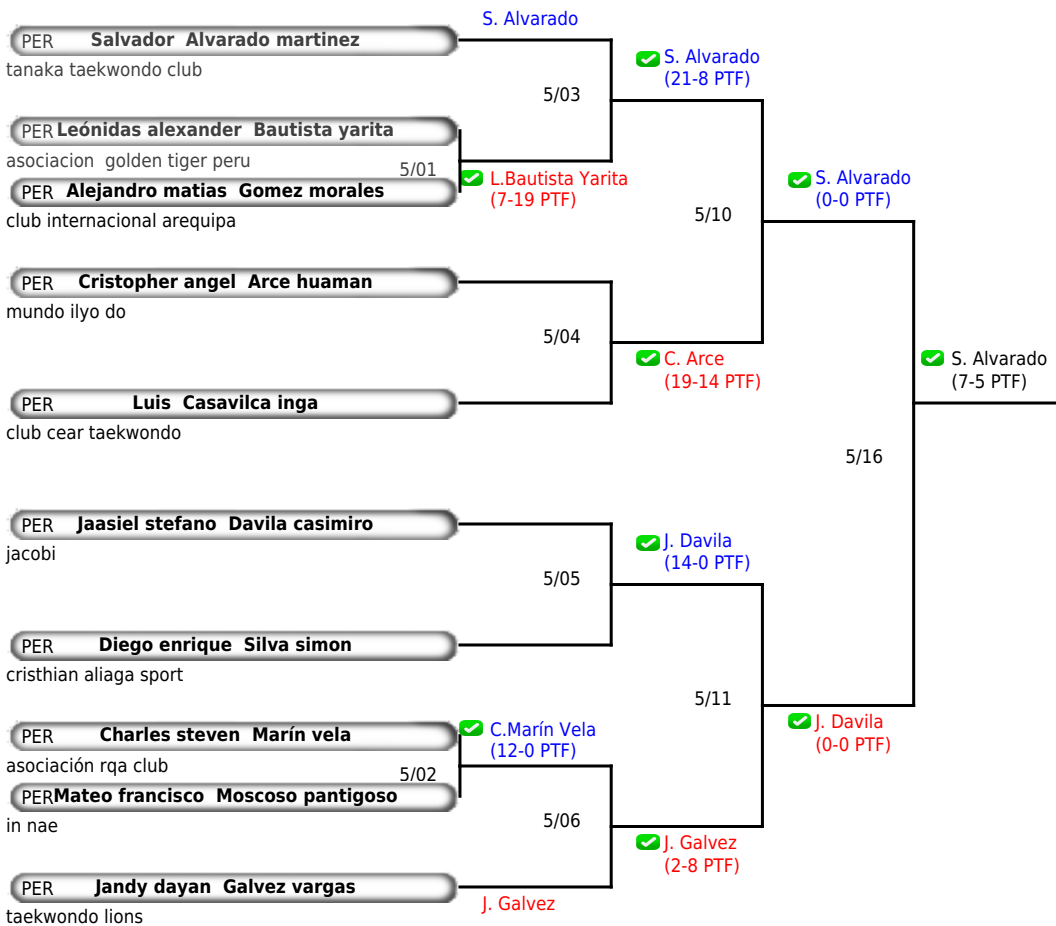 S. Alvarado
PER Salvador Alvarado martinez
tanaka taekwondo club
5/03
S. Alvarado
(21-8 PTF)
PER Leónidas alexander Bautista yarita
asociacion golden tiger peru
5/01
L.Bautista Yarita
(7-19 PTF)
PER Alejandro matias Gomez morales
club internacional arequipa
5/10
S. Alvarado
(0-0 PTF)
PER Cristopher angel Arce huaman
mundo ilyo do
5/04
C. Arce
(19-14 PTF)
PER Luis Casavilca inga
club cear taekwondo
S. Alvarado
(7-5 PTF)
5/16
PER Jaasiel stefano Davila casimiro
jacobi
5/05
J. Davila
(14-0 PTF)
PER Diego enrique Silva simon
cristhian aliaga sport
5/11
J. Davila
(0-0 PTF)
PER Charles steven Marín vela
asociación rqa club
5/02
C.Marín Vela
(12-0 PTF)
PER Mateo francisco Moscoso pantigoso
in nae
5/06
J. Galvez
(2-8 PTF)
PER Jandy dayan Galvez vargas
taekwondo lions
J. Galvez